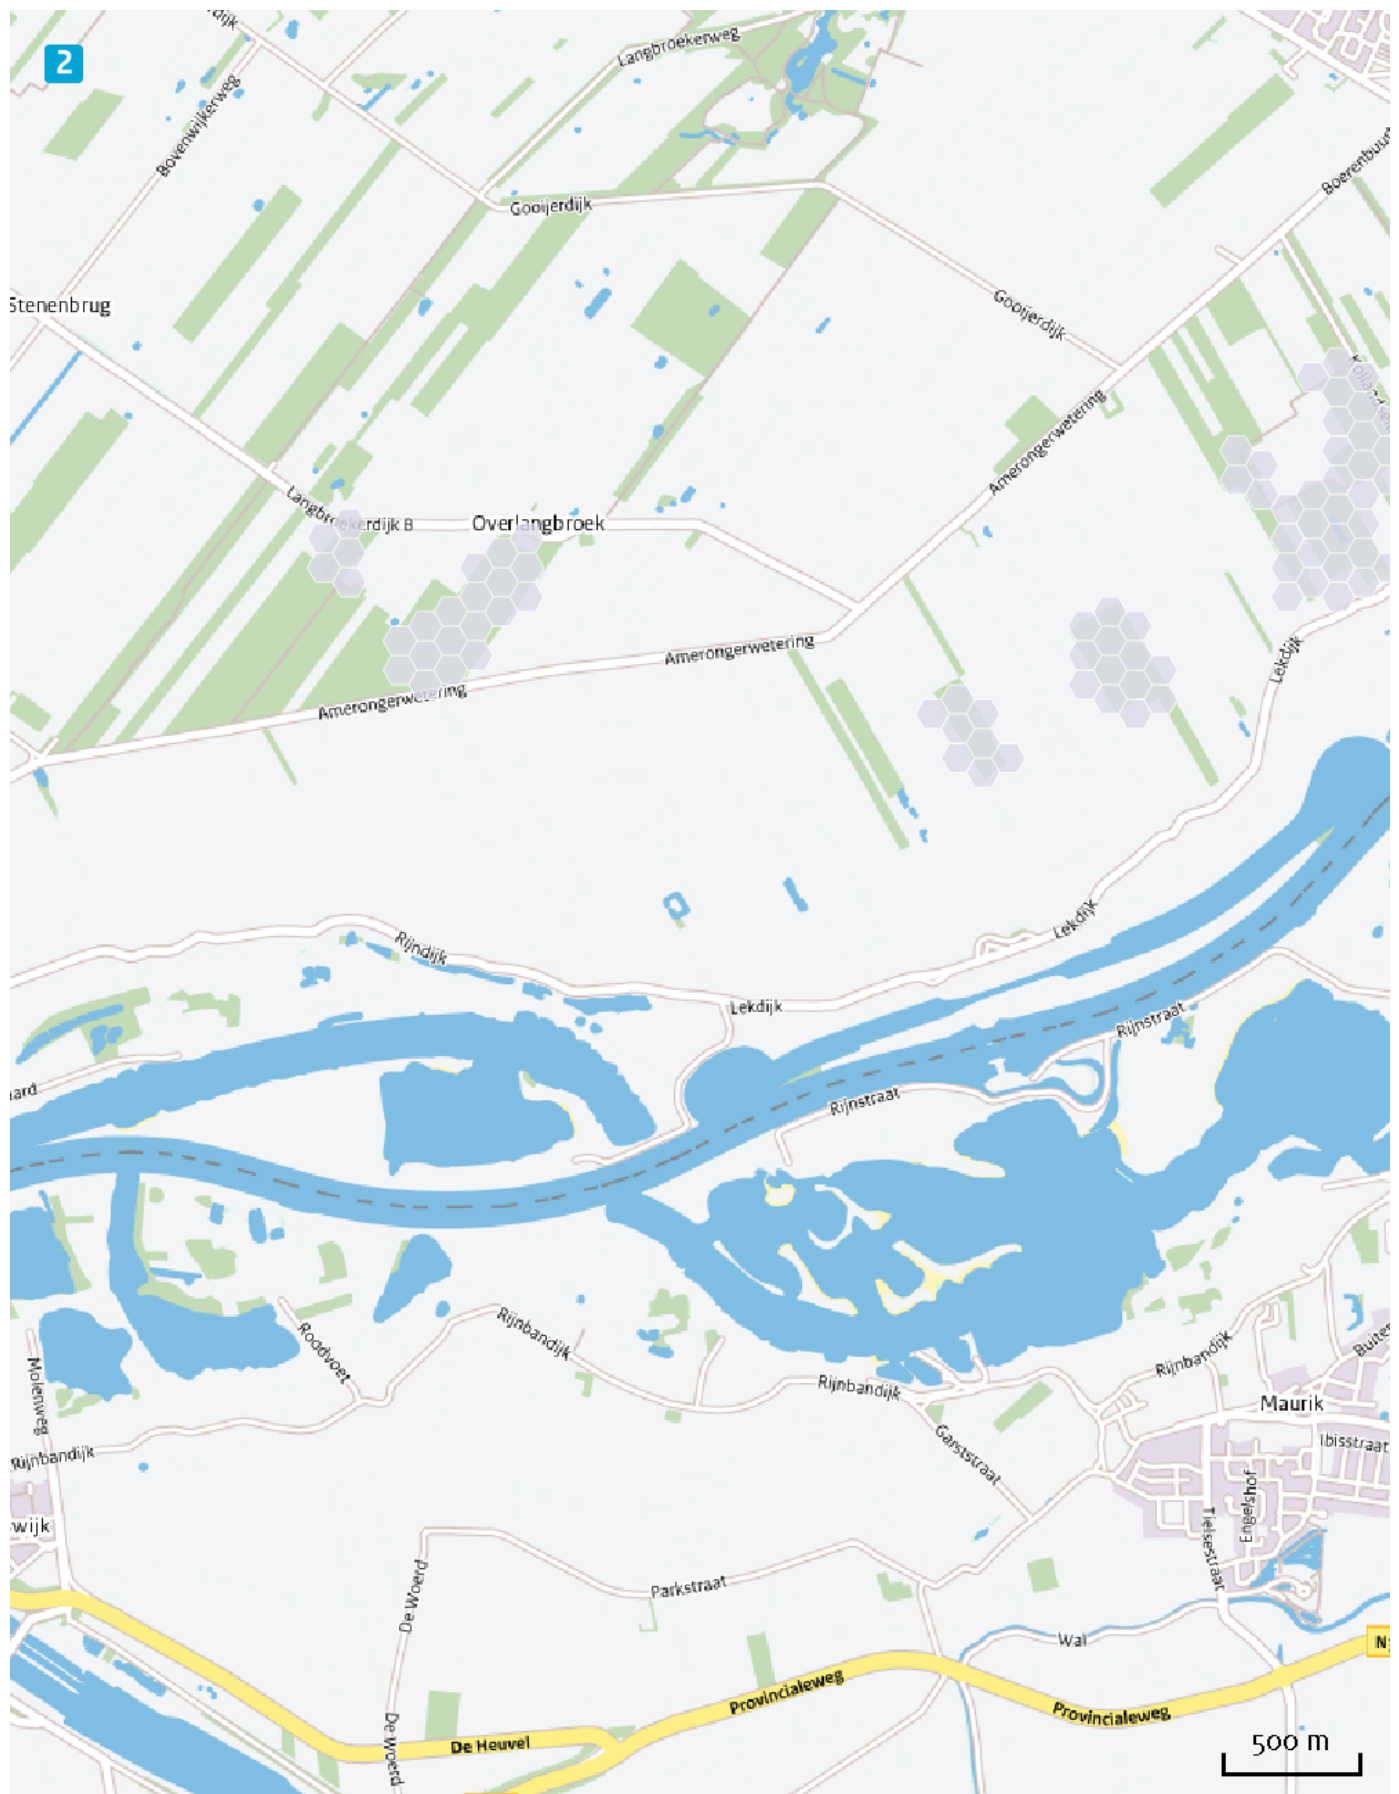 2
Langbroekerweg
Bovenwijkerweg
Gooijerdijk
Stenenbrug
Gooijerdijk
Amerongerwetering
Langbroekerdijk B
Overlangbroek
Amerongerwetering
Amerongerwetering
Lekdijk
Rijndijk
Lekdijk
Lekdijk
Rijnstraat
Rijnstraat
aard
Roodvoet
Rijnbandijk
Molenweg
Rijnbandijk
Rijnbandijk
Rijnbandijk
Maurik
Ibisstraat
Garststraat
Engelshof
Tielsestraat
wijk
De Woerd
Parkstraat
Wal
Provincialeweg
Provincialeweg
De Heuvel
De Woerd
500 m